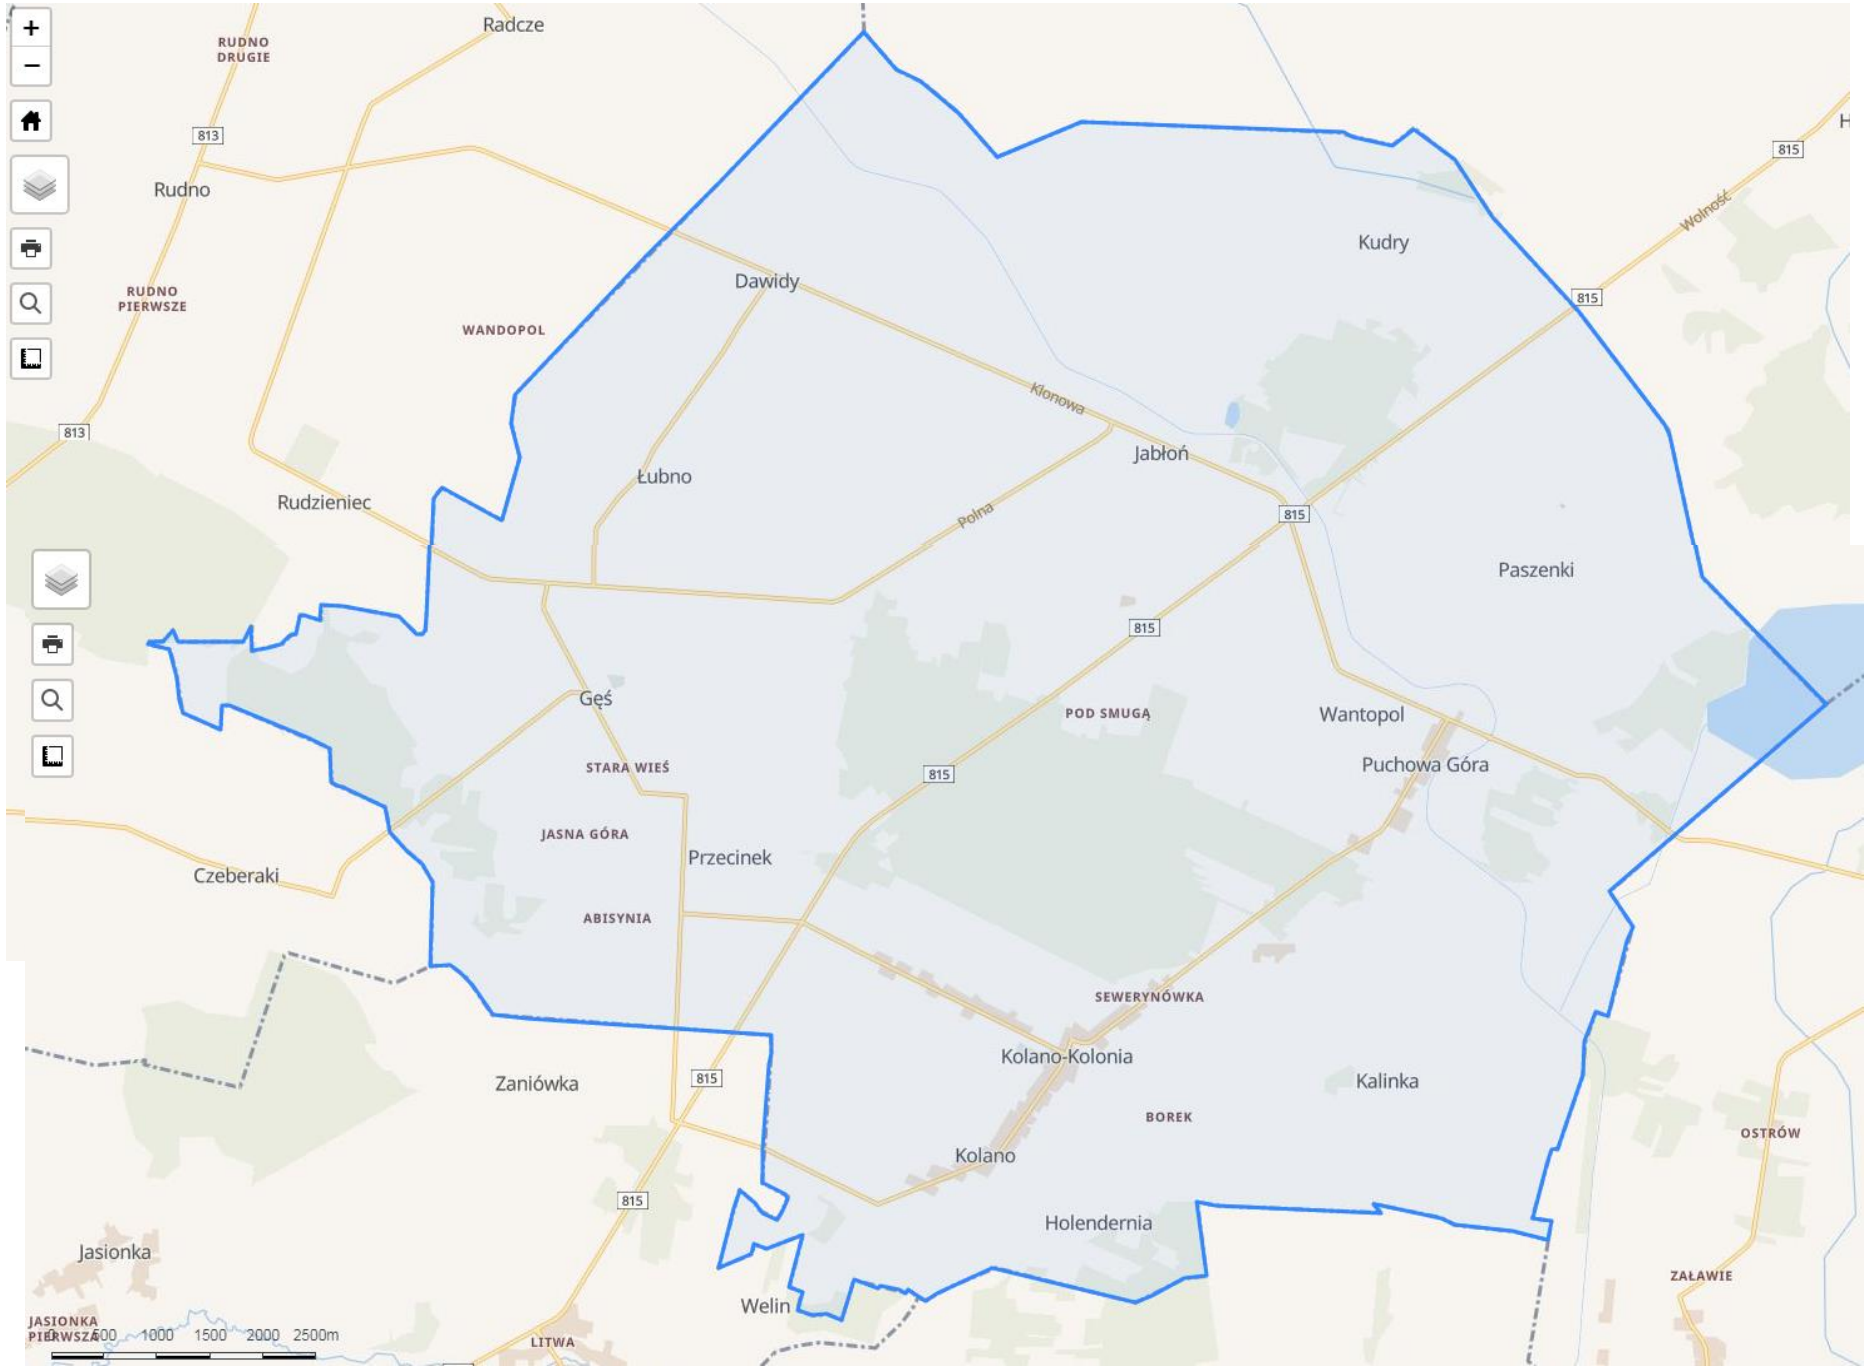 +
Radcze
RUDNO
DRUGIE
−
813
815
H
Rudno
Wolność
Kudry
Dawidy
RUDNO
PIERWSZE
815
WANDOPOL
Klonowa
813
Jabłoń
Łubno
Rudzieniec
Polna
815
Paszenki
815
Gęś
POD SMUGĄ
Wantopol
STARA WIEŚ
815
Puchowa Góra
JASNA GÓRA
Przecinek
Czeberaki
ABISYNIA
SEWERYNÓWKA
Kolano-Kolonia
Zaniówka
815
Kalinka
BOREK
OSTRÓW
Kolano
815
Holendernia
Jasionka
ZAŁAWIE
Welin
JASIONKA
PIERWSZA
0 500 1000 1500 2000 2500m
LITWA